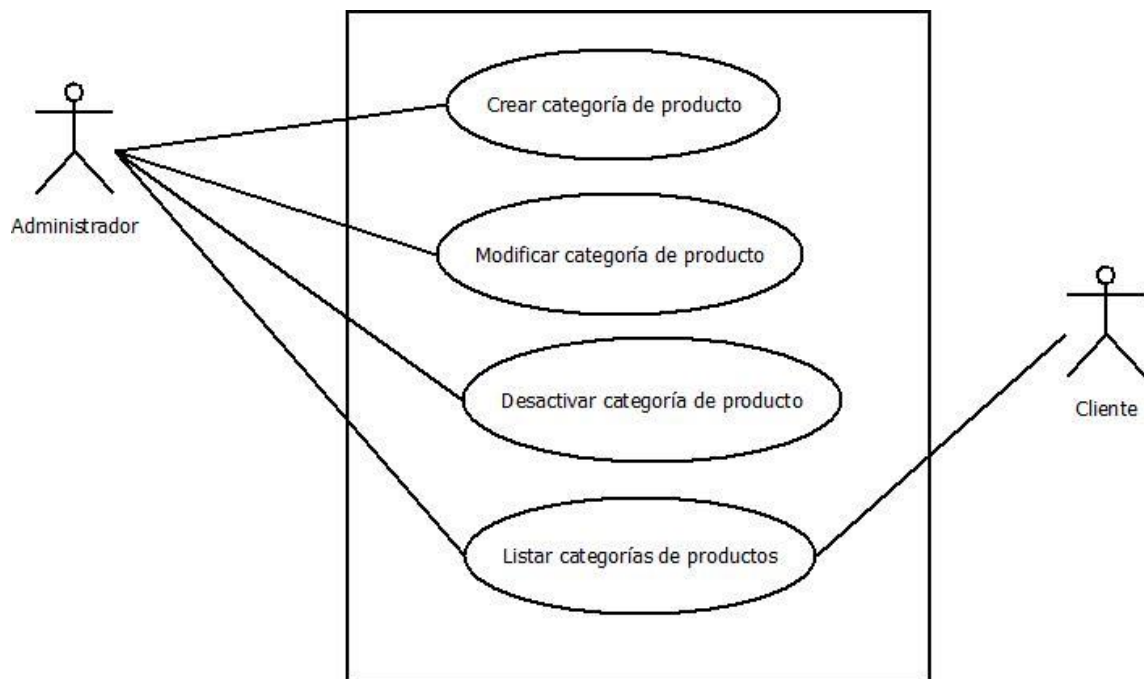 Crear categoría de producto
Administrador
Modificar categoría de producto
Desactivar categoría de producto
Cliente
Listar categorías de productos